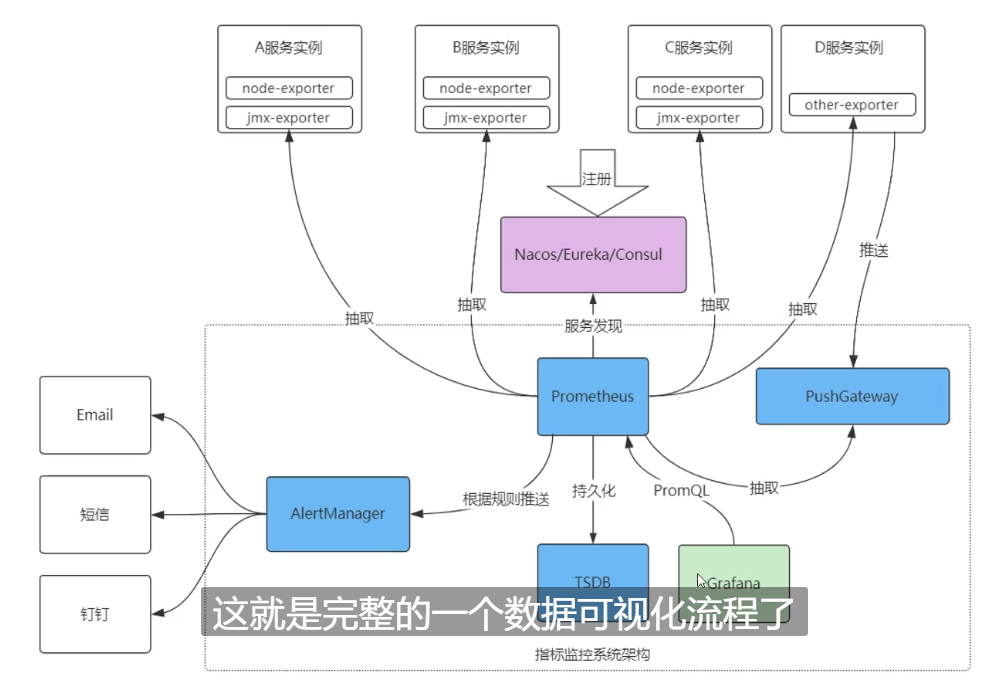 A服务实例
node-exporter
jmx-exporter
B服务实例
node-exporter
jmx-exporter
C服务实例
node-exporter
jmx-exporter
D服务实例
other-exporter
注册
Nacos/Eureka/Consul
推送
抽取
抽取
抽取
抽取
服务发现
Prometheus
PushGateway
Email
短信
钉钉
AlertManager
根据规则推送
持久化
PromQL
抽取
TSDB
Grafana
这就是完整的一个数据可视化流程了
指标监控系统架构